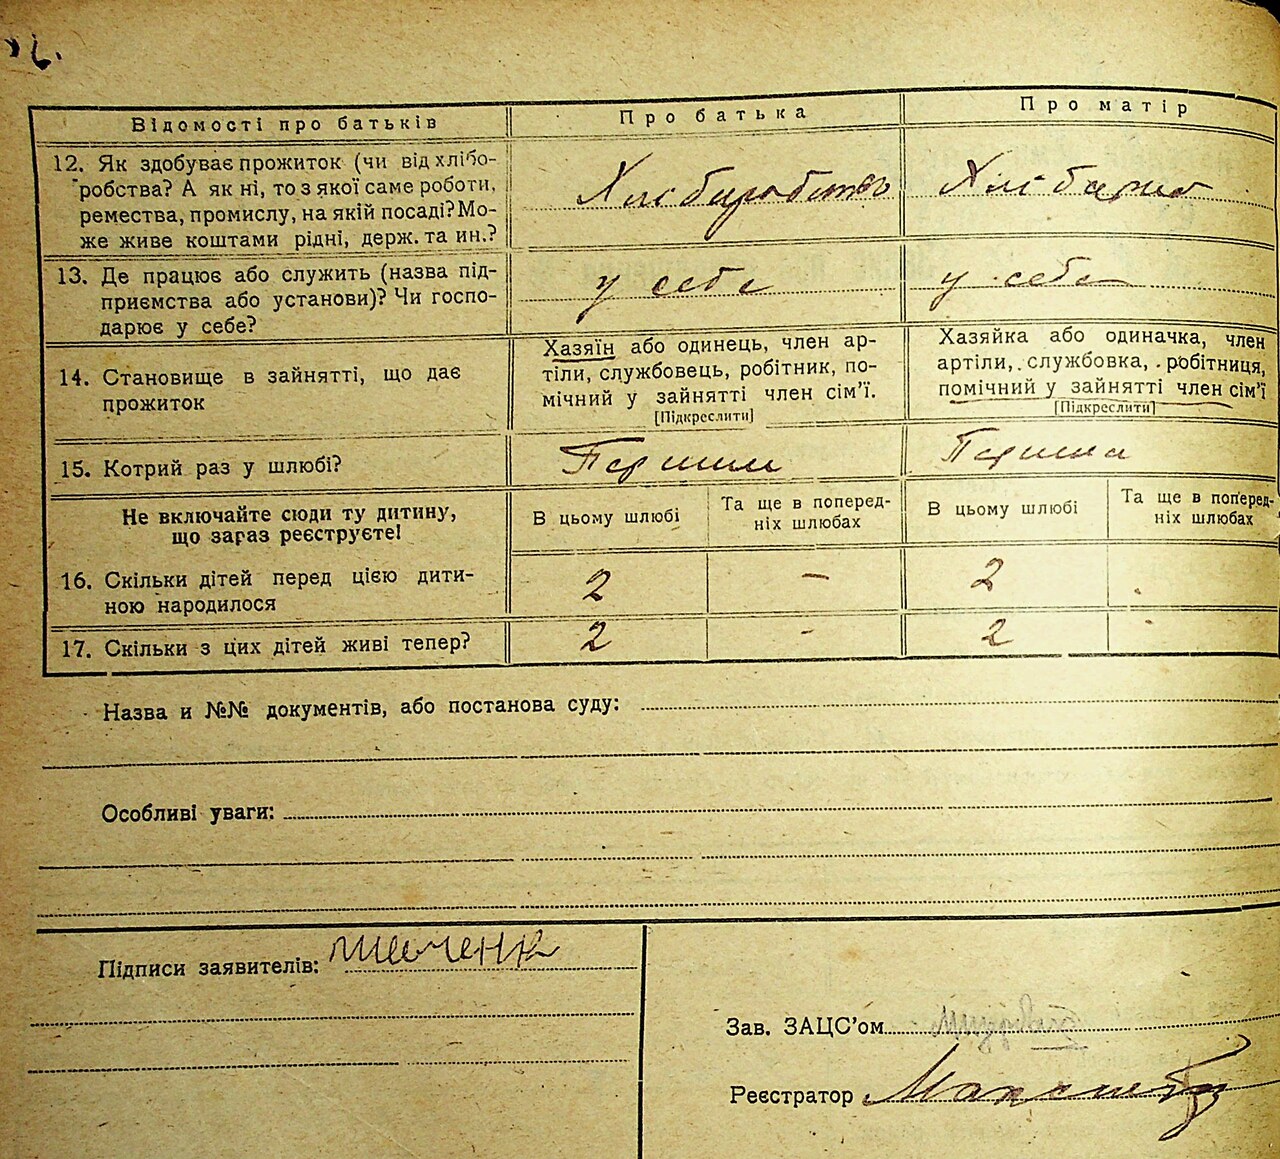 Відомості про батьків
Про батька
Про матір
12. Як здобуває прожиток (чи від хлібо-
робства? А як ні, то з якої саме роботи,
ремества, промислу, на якій посаді? Мо-
же живе коштами рідні, держ. та ин.?
13. Де працює або служить (назва під-
приємства або установи)? Чи госпо-
дарює у себе?
у себе
у себе
14. Становище в зайнятті, що дає
прожиток
Хазяїн або одинець, член ар-
тіли, службовець, робітник, по-
мічний у зайнятті член сім'ї.
[Підкреслити]
Хазяйка або одиначка, член
артіли, службовка, робітниця,
помічний у зайнятті член сім'ї
[Підкреслити]
15. Котрий раз у шлюбі?
Не включайте сюди ту дитину,
що зараз реєструєте!
В цьому шлюбі
Та ще в поперед-
ніх шлюбах
В цьому шлюбі
Та ще в поперед-
ніх шлюбах
16. Скільки дітей перед цією дити-
ною народилося
2
-
2
17. Скільки з цих дітей живі тепер?
2
-
2
-
Назва и №№ документів, або постанова суду:
Особливі уваги:
Підписи заявителів:
Зав. ЗАЦС'ом
Реєстратор